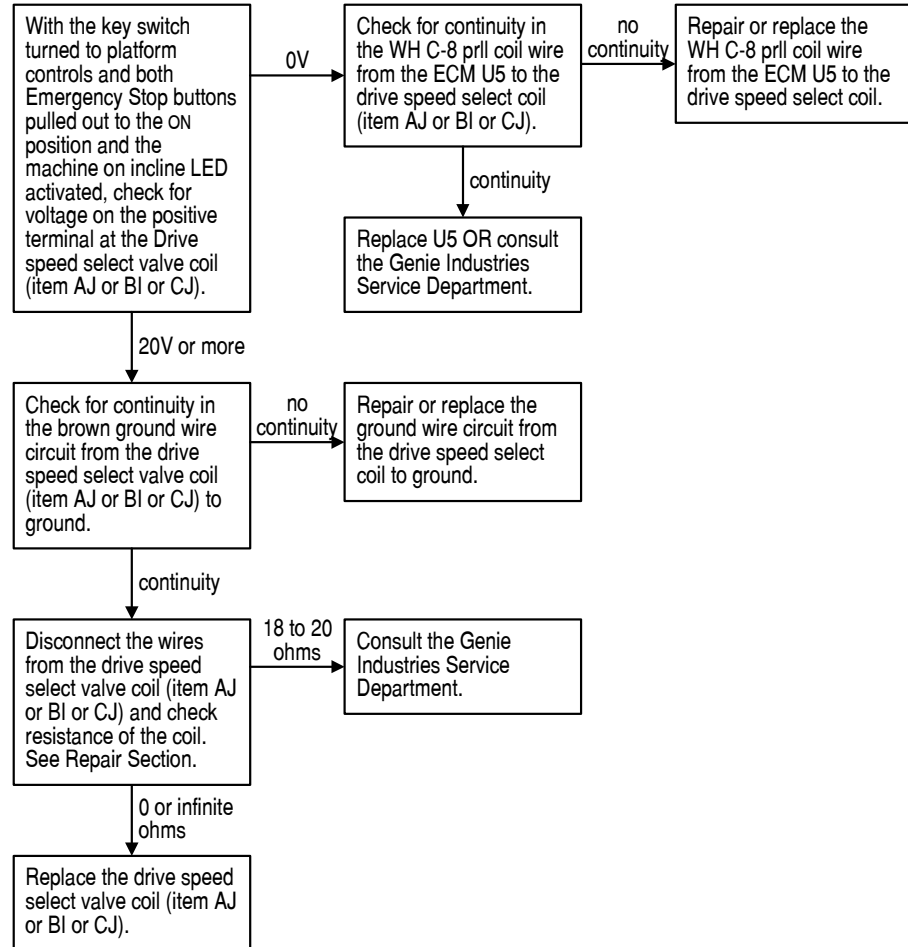 With the key switch
turned to platform
controls and both
Emergency Stop buttons
pulled out to the ON
position and the
machine on incline LED
activated, check for
voltage on the positive
terminal at the Drive
speed select valve coil
(item AJ or BI or CJ).
0V
Check for continuity in
the WH C-8 prll coil wire
from the ECM U5 to the
drive speed select coil
(item AJ or BI or CJ).
no
continuity
Repair or replace the
WH C-8 prll coil wire
from the ECM U5 to the
drive speed select coil.
continuity
Replace U5 OR consult
the Genie Industries
Service Department.
20V or more
Check for continuity in
the brown ground wire
circuit from the drive
speed select valve coil
(item AJ or BI or CJ) to
ground.
no
continuity
Repair or replace the
ground wire circuit from
the drive speed select
coil to ground.
continuity
Disconnect the wires
from the drive speed
select valve coil (item AJ
or BI or CJ) and check
resistance of the coil.
See Repair Section.
18 to 20
ohms
Consult the Genie
Industries Service
Department.
0 or infinite
ohms
Replace the drive speed
select valve coil (item AJ
or BI or CJ).